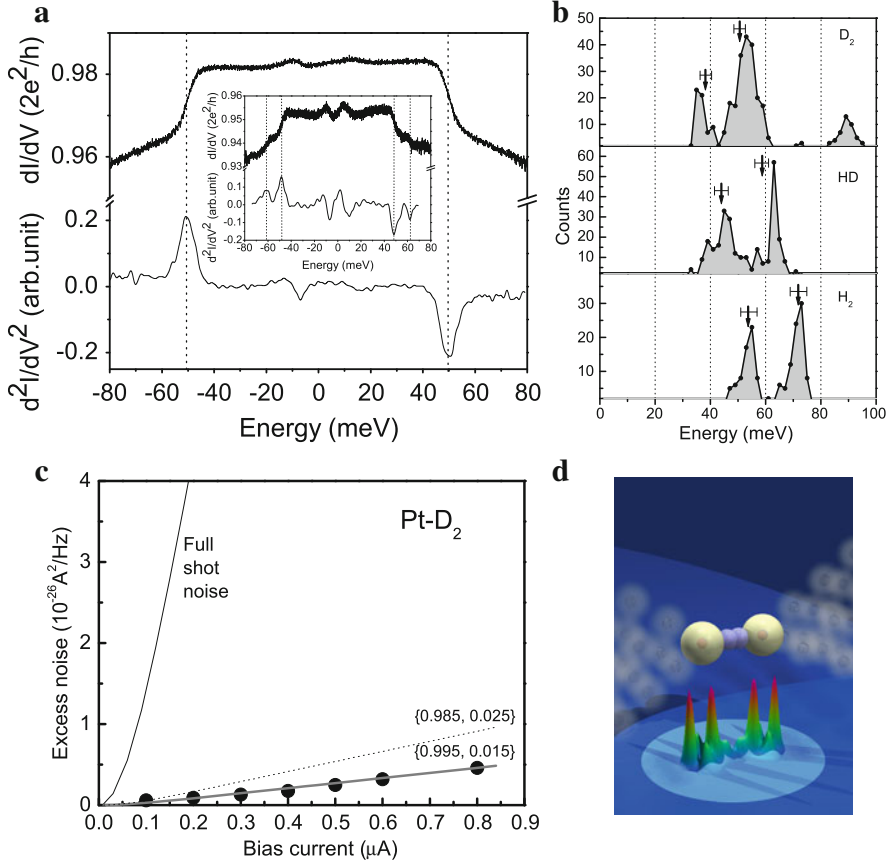 a
dI/dV (2e²/h)
0.98
0.96
d²I/dV² (arb.unit)
0.2
0.0
-0.2
-80 -60 -40 -20 0 20 40 60 80
Energy (meV)
dI/dV (2e²/h)
0.96
0.95
0.94
0.93
d²I/dV² (arb.unit)
0.1
0.0
-0.1
-0.2
-80 -60 -40 -20 0 20 40 60 80
Energy (meV)
b
Counts
50
40
30
20
10
D₂
60
50
40
30
20
10
0
HD
30
20
10
H₂
0 20 40 60 80 100
Energy (meV)
c
Excess noise (10⁻²⁶A²/Hz)
4
3
2
1
0
Pt-D₂
Full
shot
noise
{0.985, 0.025}
{0.995, 0.015}
0.0 0.1 0.2 0.3 0.4 0.5 0.6 0.7 0.8 0.9
Bias current (μA)
d